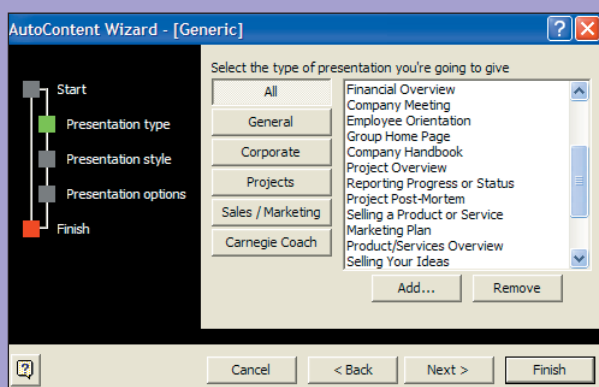 AutoContent Wizard - [Generic]
Start
Presentation type
Presentation style
Presentation options
Finish
Select the type of presentation you're going to give
All
General
Corporate
Projects
Sales / Marketing
Carnegie Coach
Financial Overview
Company Meeting
Employee Orientation
Group Home Page
Company Handbook
Project Overview
Reporting Progress or Status
Project Post-Mortem
Selling a Product or Service
Marketing Plan
Product/Services Overview
Selling Your Ideas
Add...
Remove
Cancel
< Back
Next >
Finish